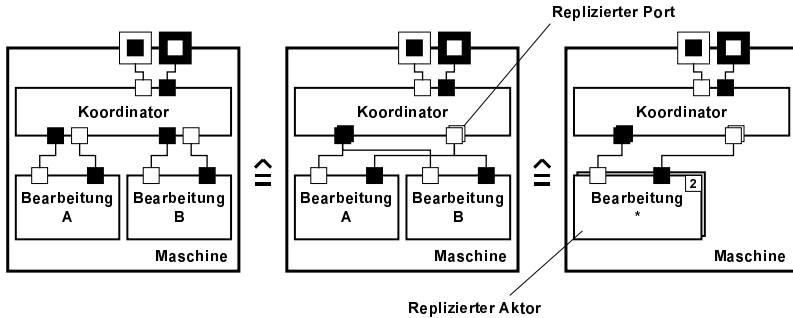 Replizierter Port
Koordinator
Bearbeitung
A
Bearbeitung
B
Maschine
≙
Koordinator
Bearbeitung
A
Bearbeitung
B
Maschine
≙
Koordinator
2
Bearbeitung
*
Maschine
Replizierter Aktor